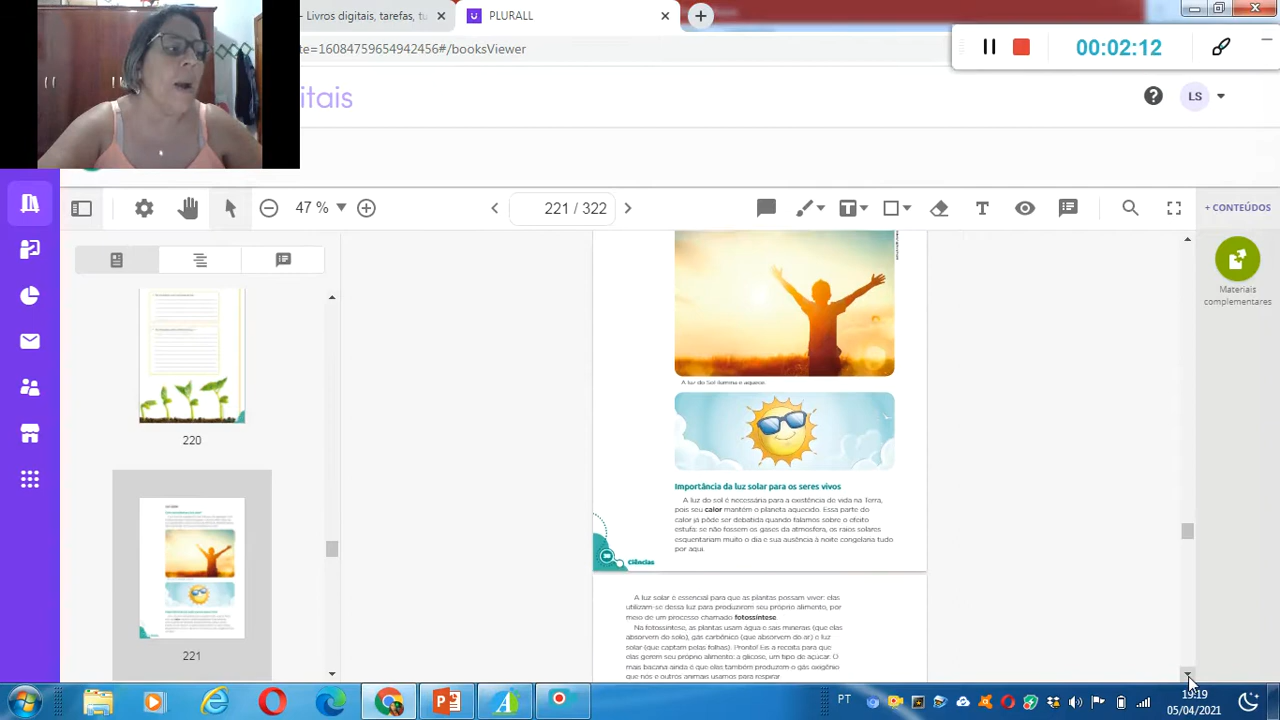 Livro digitais, tarefas,
PLURALL
te=16084759654942456#/booksViewer
00:02:12
itais
LS
47 %
221 / 322
+ CONTEÚDOS
Materiais
complementares
220
221
A luz do Sol ilumina e aquece.
Importância da luz solar para os seres vivos
A luz do sol é necessária para a existência de vida na Terra,
pois seu calor mantém o planeta aquecido. Essa parte do
calor já pôde ser debatida quando falamos sobre o efeito
estufa: se não fossem os gases da atmosfera, os raios solares
esquentariam muito o dia e sua ausência à noite congelaria tudo
por aqui.
Ciências
A luz solar é essencial para que as plantas possam viver: elas
utilizam-se dessa luz para produzirem seu próprio alimento, por
meio de um processo chamado fotossíntese.
Na fotossíntese, as plantas usam água e sais minerais (que elas
absorvem do solo), gás carbônico (que absorvem do ar) e luz
solar (que captam pelas folhas). Pronto! Eis a receita para que
elas gerem seu próprio alimento: a glicose, um tipo de açúcar. O
mais bacana ainda é que elas também produzem o gás oxigênio
que nós e outros animais usamos para respirar
PT
:19
05/04/2021